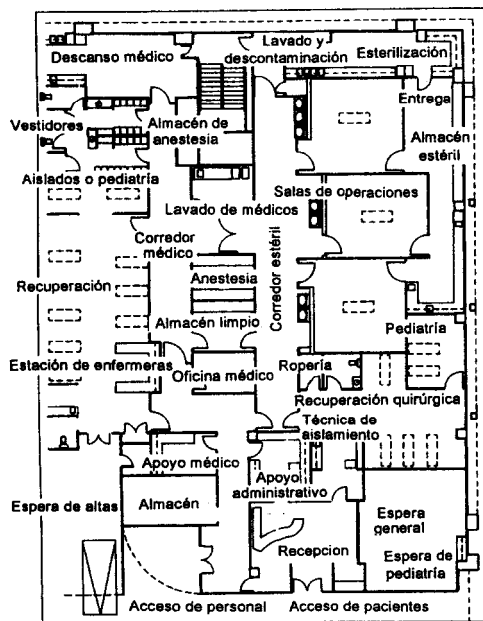 Lavado y
descontaminación
Descanso médico
Esterilización
Entrega
Vestidores
Almacén de
anestesia
Almacén
estéril
Aislados o pediatría
Salas de operaciones
Lavado de médicos
Corredor
médico
Corredor estéril
Anestesia
Recuperación
Almacén limpio
Pediatría
Estación de enfermeras
Oficina médico
Ropería
Recuperación quirúrgica
Técnica de
aislamiento
Apoyo médico
Apoyo
administrativo
Espera de altas
Almacén
Espera
general
Recepcion
Espera de
pediatría
Acceso de personal
Acceso de pacientes